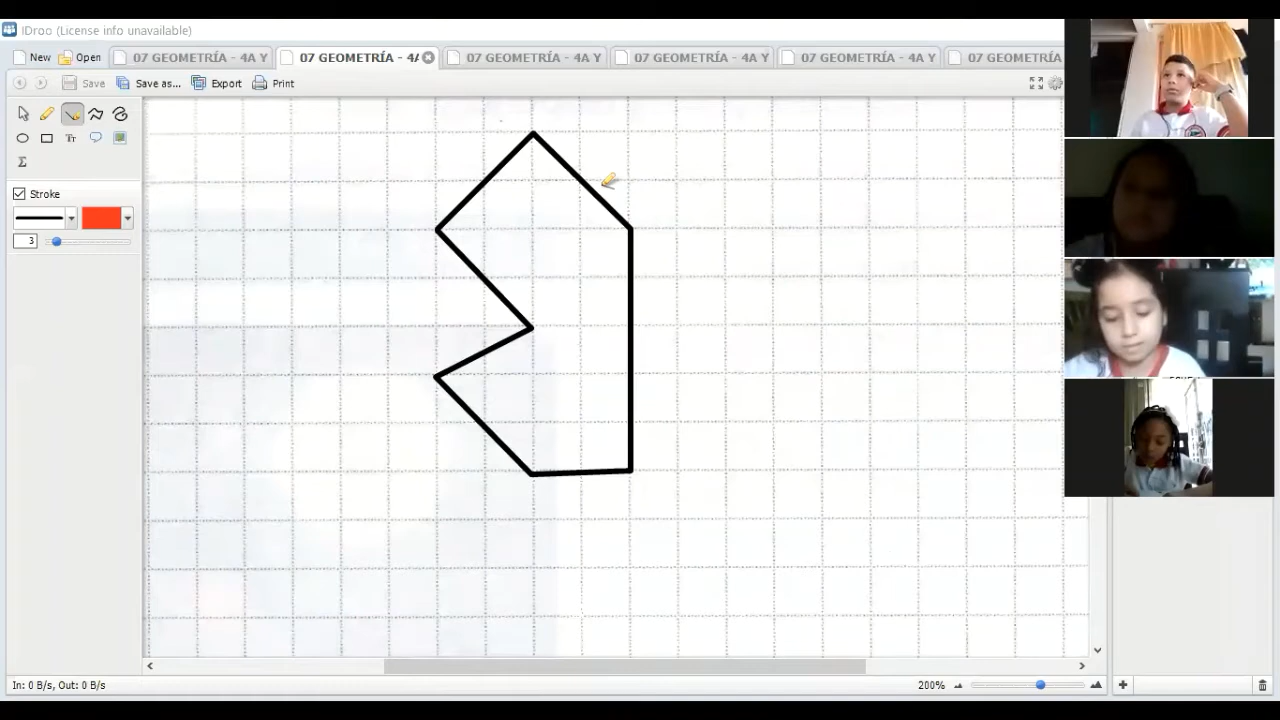 IDroo (License info unavailable)
New Open 07 GEOMETRÍA - 4A Y 07 GEOMETRÍA - 4A 07 GEOMETRÍA - 4A Y 07 GEOMETRÍA - 4A Y 07 GEOMETRÍA - 4A Y 07 GEOMETRÍA
Save Save as... Export Print
Tr
Σ
Stroke
3
In: 0 B/s, Out: 0 B/s 200%